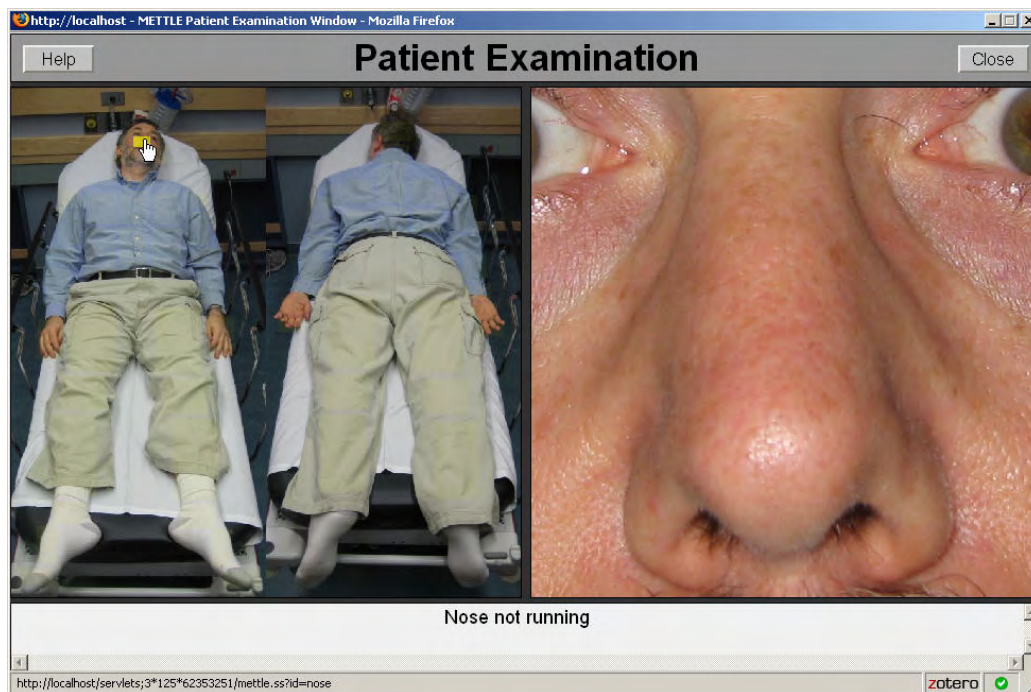 http://localhost - METTLE Patient Examination Window - Mozilla Firefox
Help
Patient Examination
Close
Nose not running
http://localhost/servlets;3*125*62353251/mettle.ss?id=nose
zotero